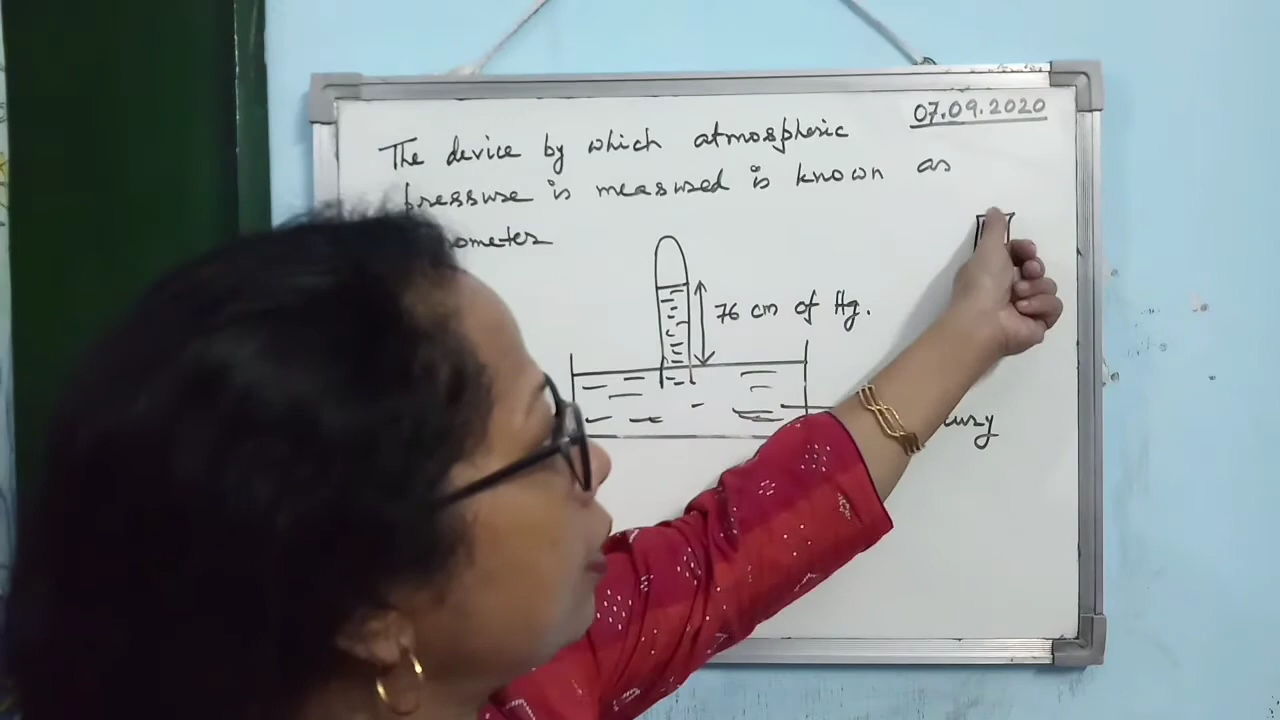 07.09.2020
The device by which atmospheric
pressure is measured is known as
ometer
76 cm of Hg.
cury